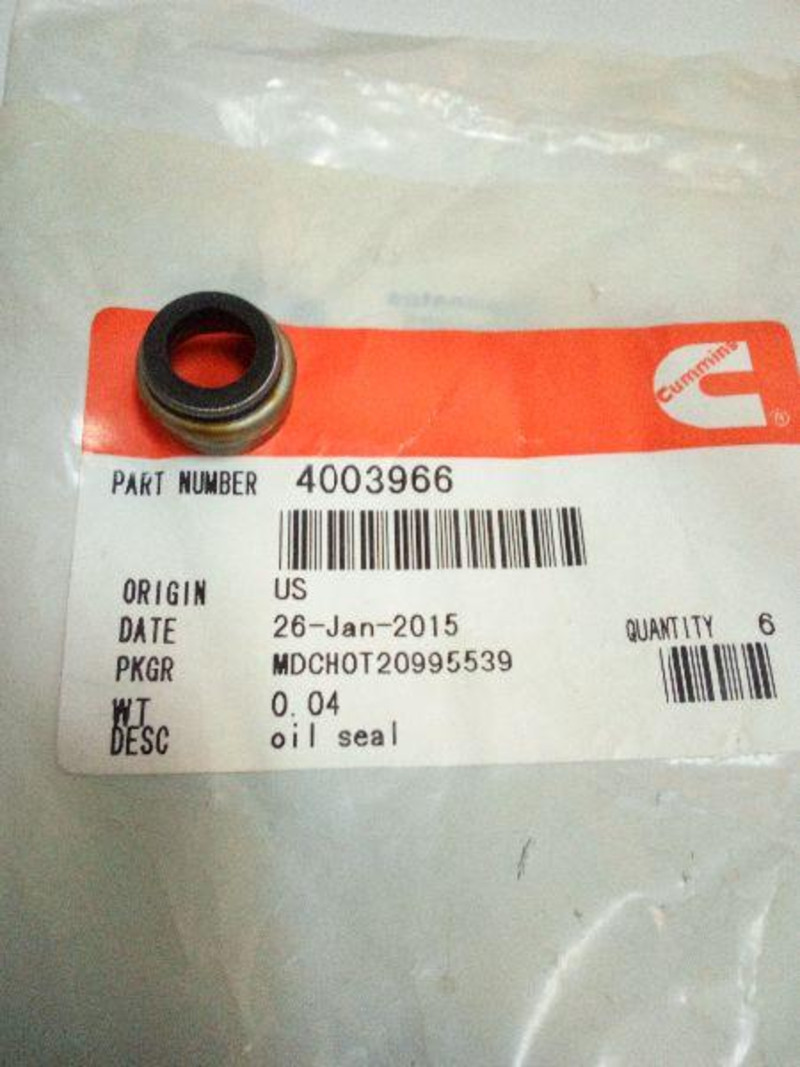 Cummins
®
PART NUMBER 4003966
ORIGIN US
DATE 26-Jan-2015
QUANTITY 6
PKGR MDCHOT20995539
WT 0.04
DESC oil seal